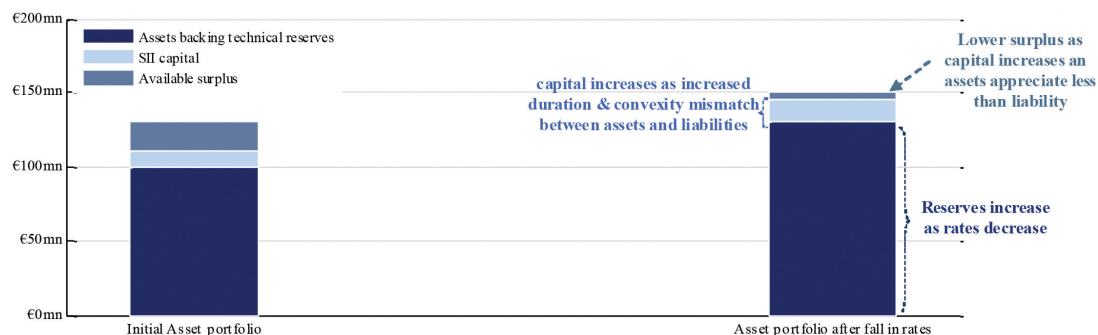 €200mn
Assets backing technical reserves
SII capital
Available surplus
€150mn
€100mn
€50mn
€0mn
capital increases as increased
duration & convexity mismatch
between assets and liabilities
Lower surplus as
capital increases an
assets appreciate less
than liability
Reserves increase
as rates decrease
Initial Asset portfolio
Asset portfolio after fall in rates